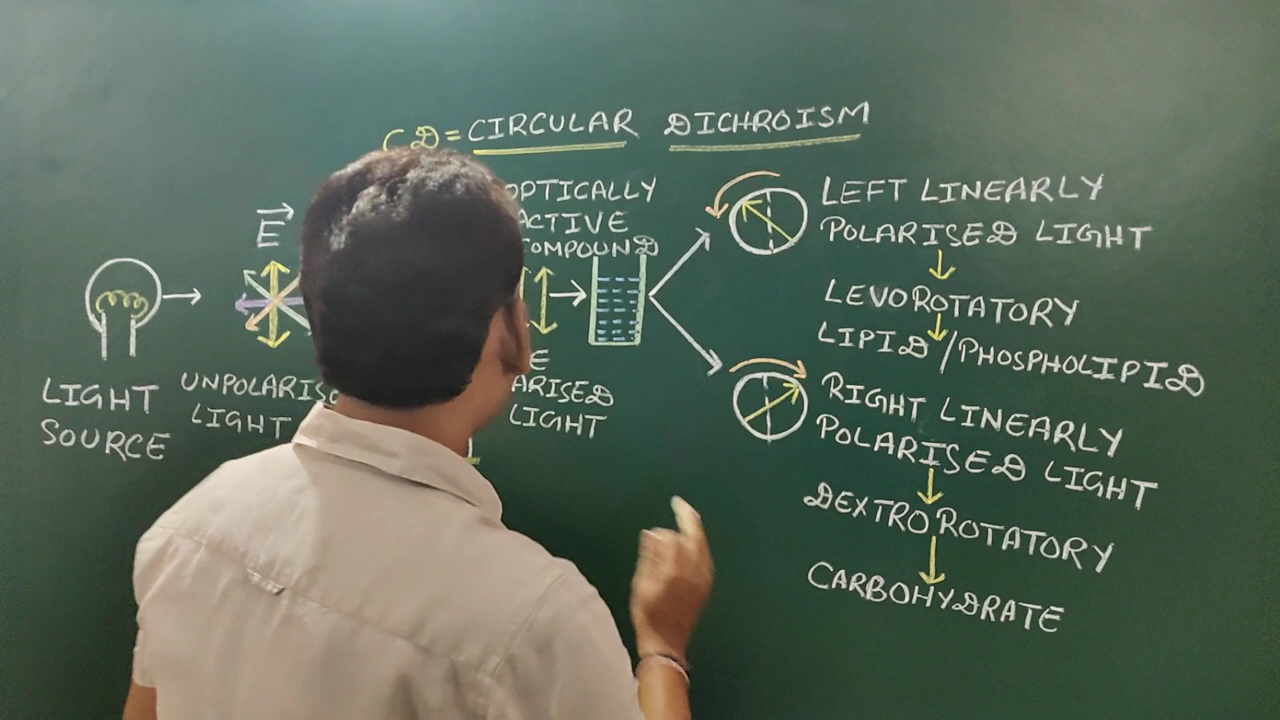 CD = CIRCULAR DICHROISM
OPTICALLY
ACTIVE
COMPOUND
E
LIGHT
SOURCE
UNPOLARISED
LIGHT
LIGHT
LEFT LINEARLY
POLARISED LIGHT
LEVOROTATORY
LIPID / PHOSPHOLIPID
RIGHT LINEARLY
POLARISED LIGHT
DEXTROROTATORY
CARBOHYDRATE